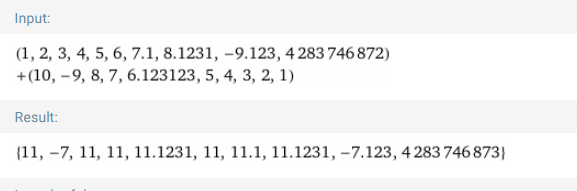 Input:
(1, 2, 3, 4, 5, 6, 7.1, 8.1231, −9.123, 4 283 746 872)
+(10, −9, 8, 7, 6.123123, 5, 4, 3, 2, 1)
Result:
{11, −7, 11, 11, 11.1231, 11, 11.1, 11.1231, −7.123, 4 283 746 873}